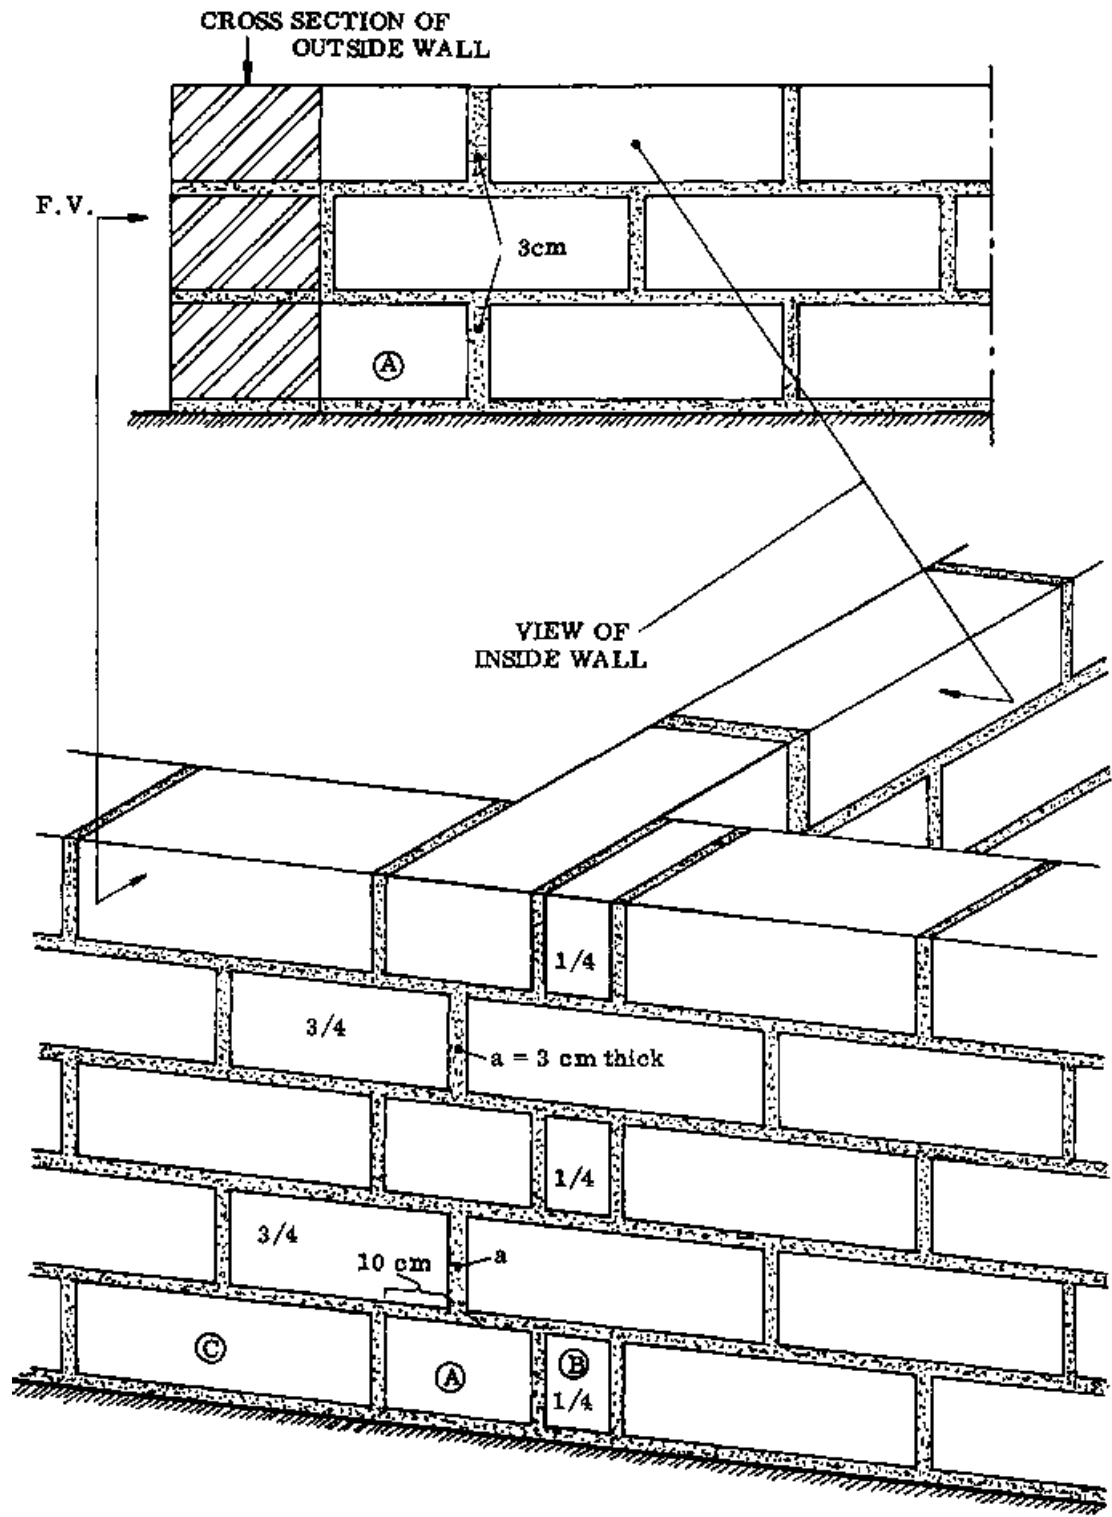 CROSS SECTION OF
OUTSIDE WALL
F.V.
3cm
A
VIEW OF
INSIDE WALL
1/4
3/4
a = 3 cm thick
1/4
3/4
a
10 cm
C
A
B
1/4